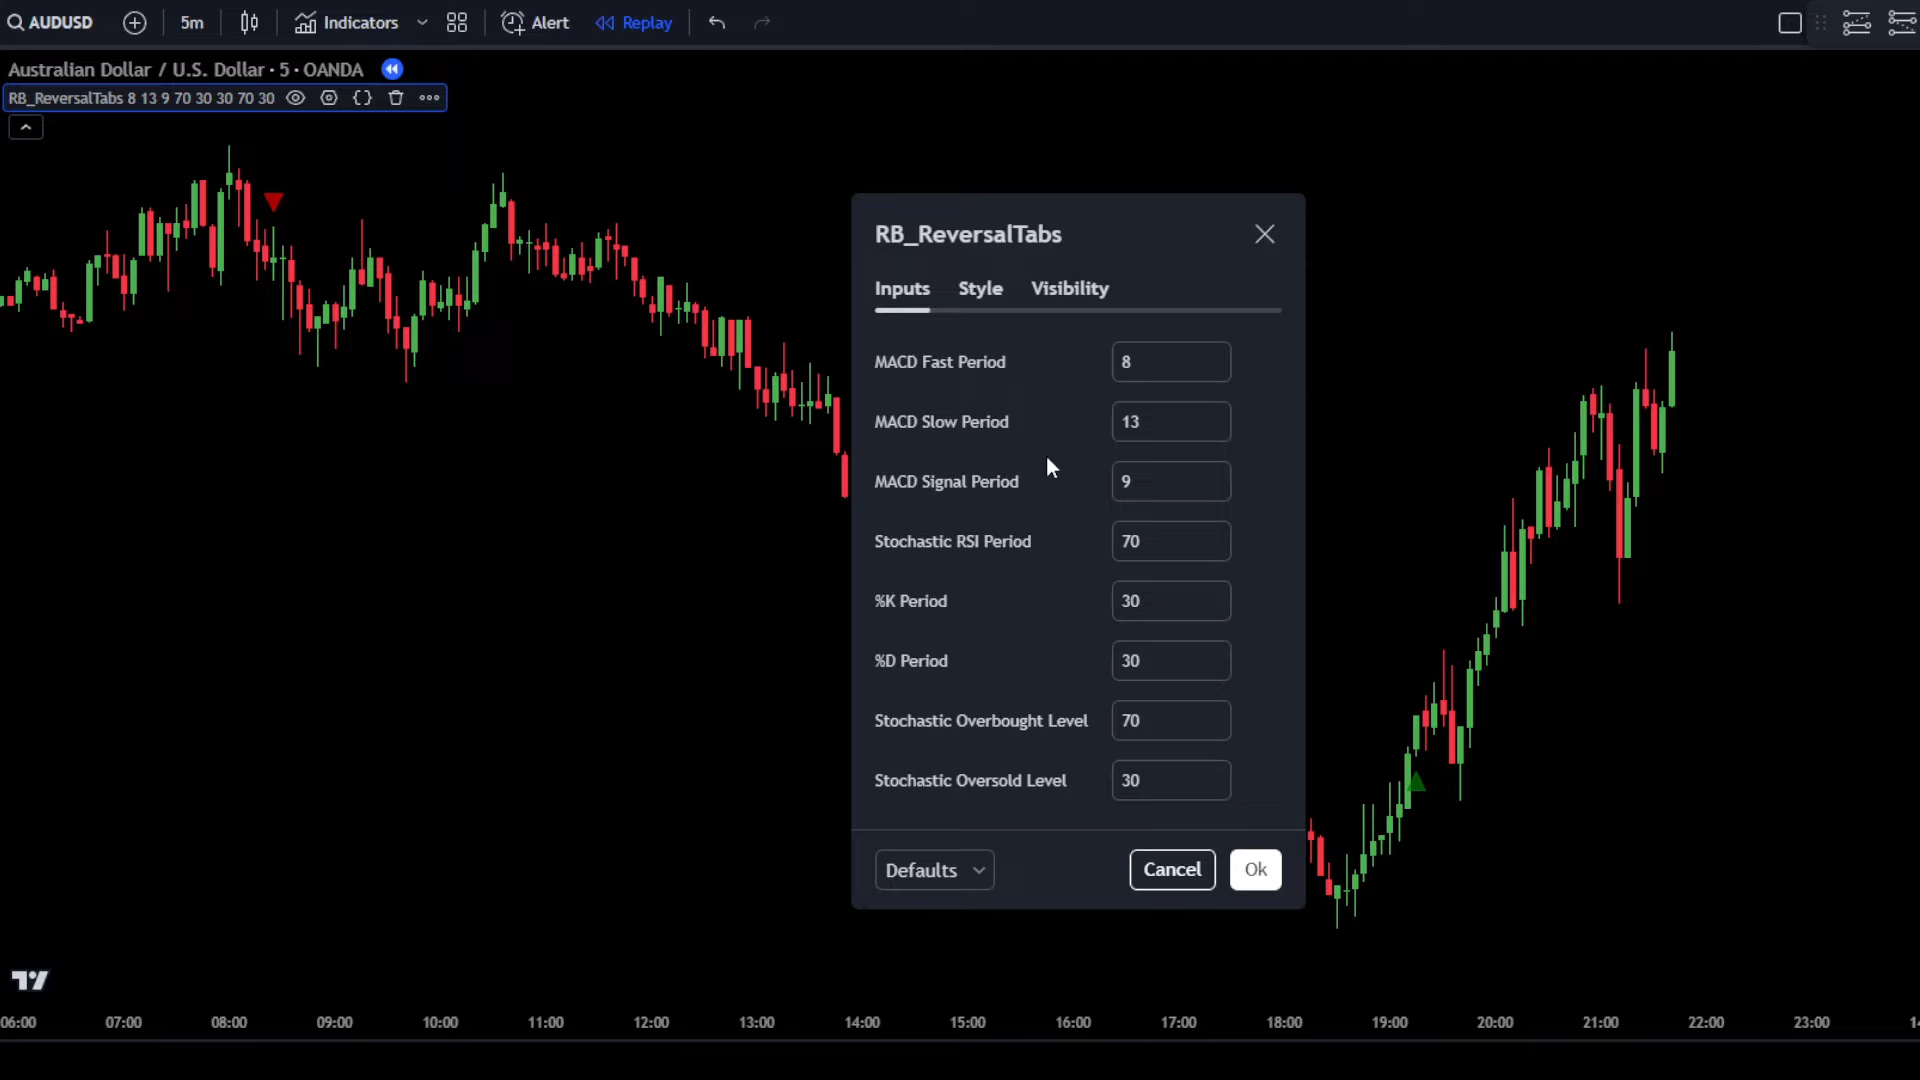 AUDUSD 5m Indicators Alert Replay
Australian Dollar / U.S. Dollar · 5 · OANDA
RB_ReversalTabs 8 13 9 70 30 30 70 30
RB_ReversalTabs
Inputs Style Visibility
MACD Fast Period 8
MACD Slow Period 13
MACD Signal Period 9
Stochastic RSI Period 70
%K Period 30
%D Period 30
Stochastic Overbought Level 70
Stochastic Oversold Level 30
Defaults Cancel Ok
06:00 07:00 08:00 09:00 10:00 11:00 12:00 13:00 14:00 15:00 16:00 17:00 18:00 19:00 20:00 21:00 22:00 23:00